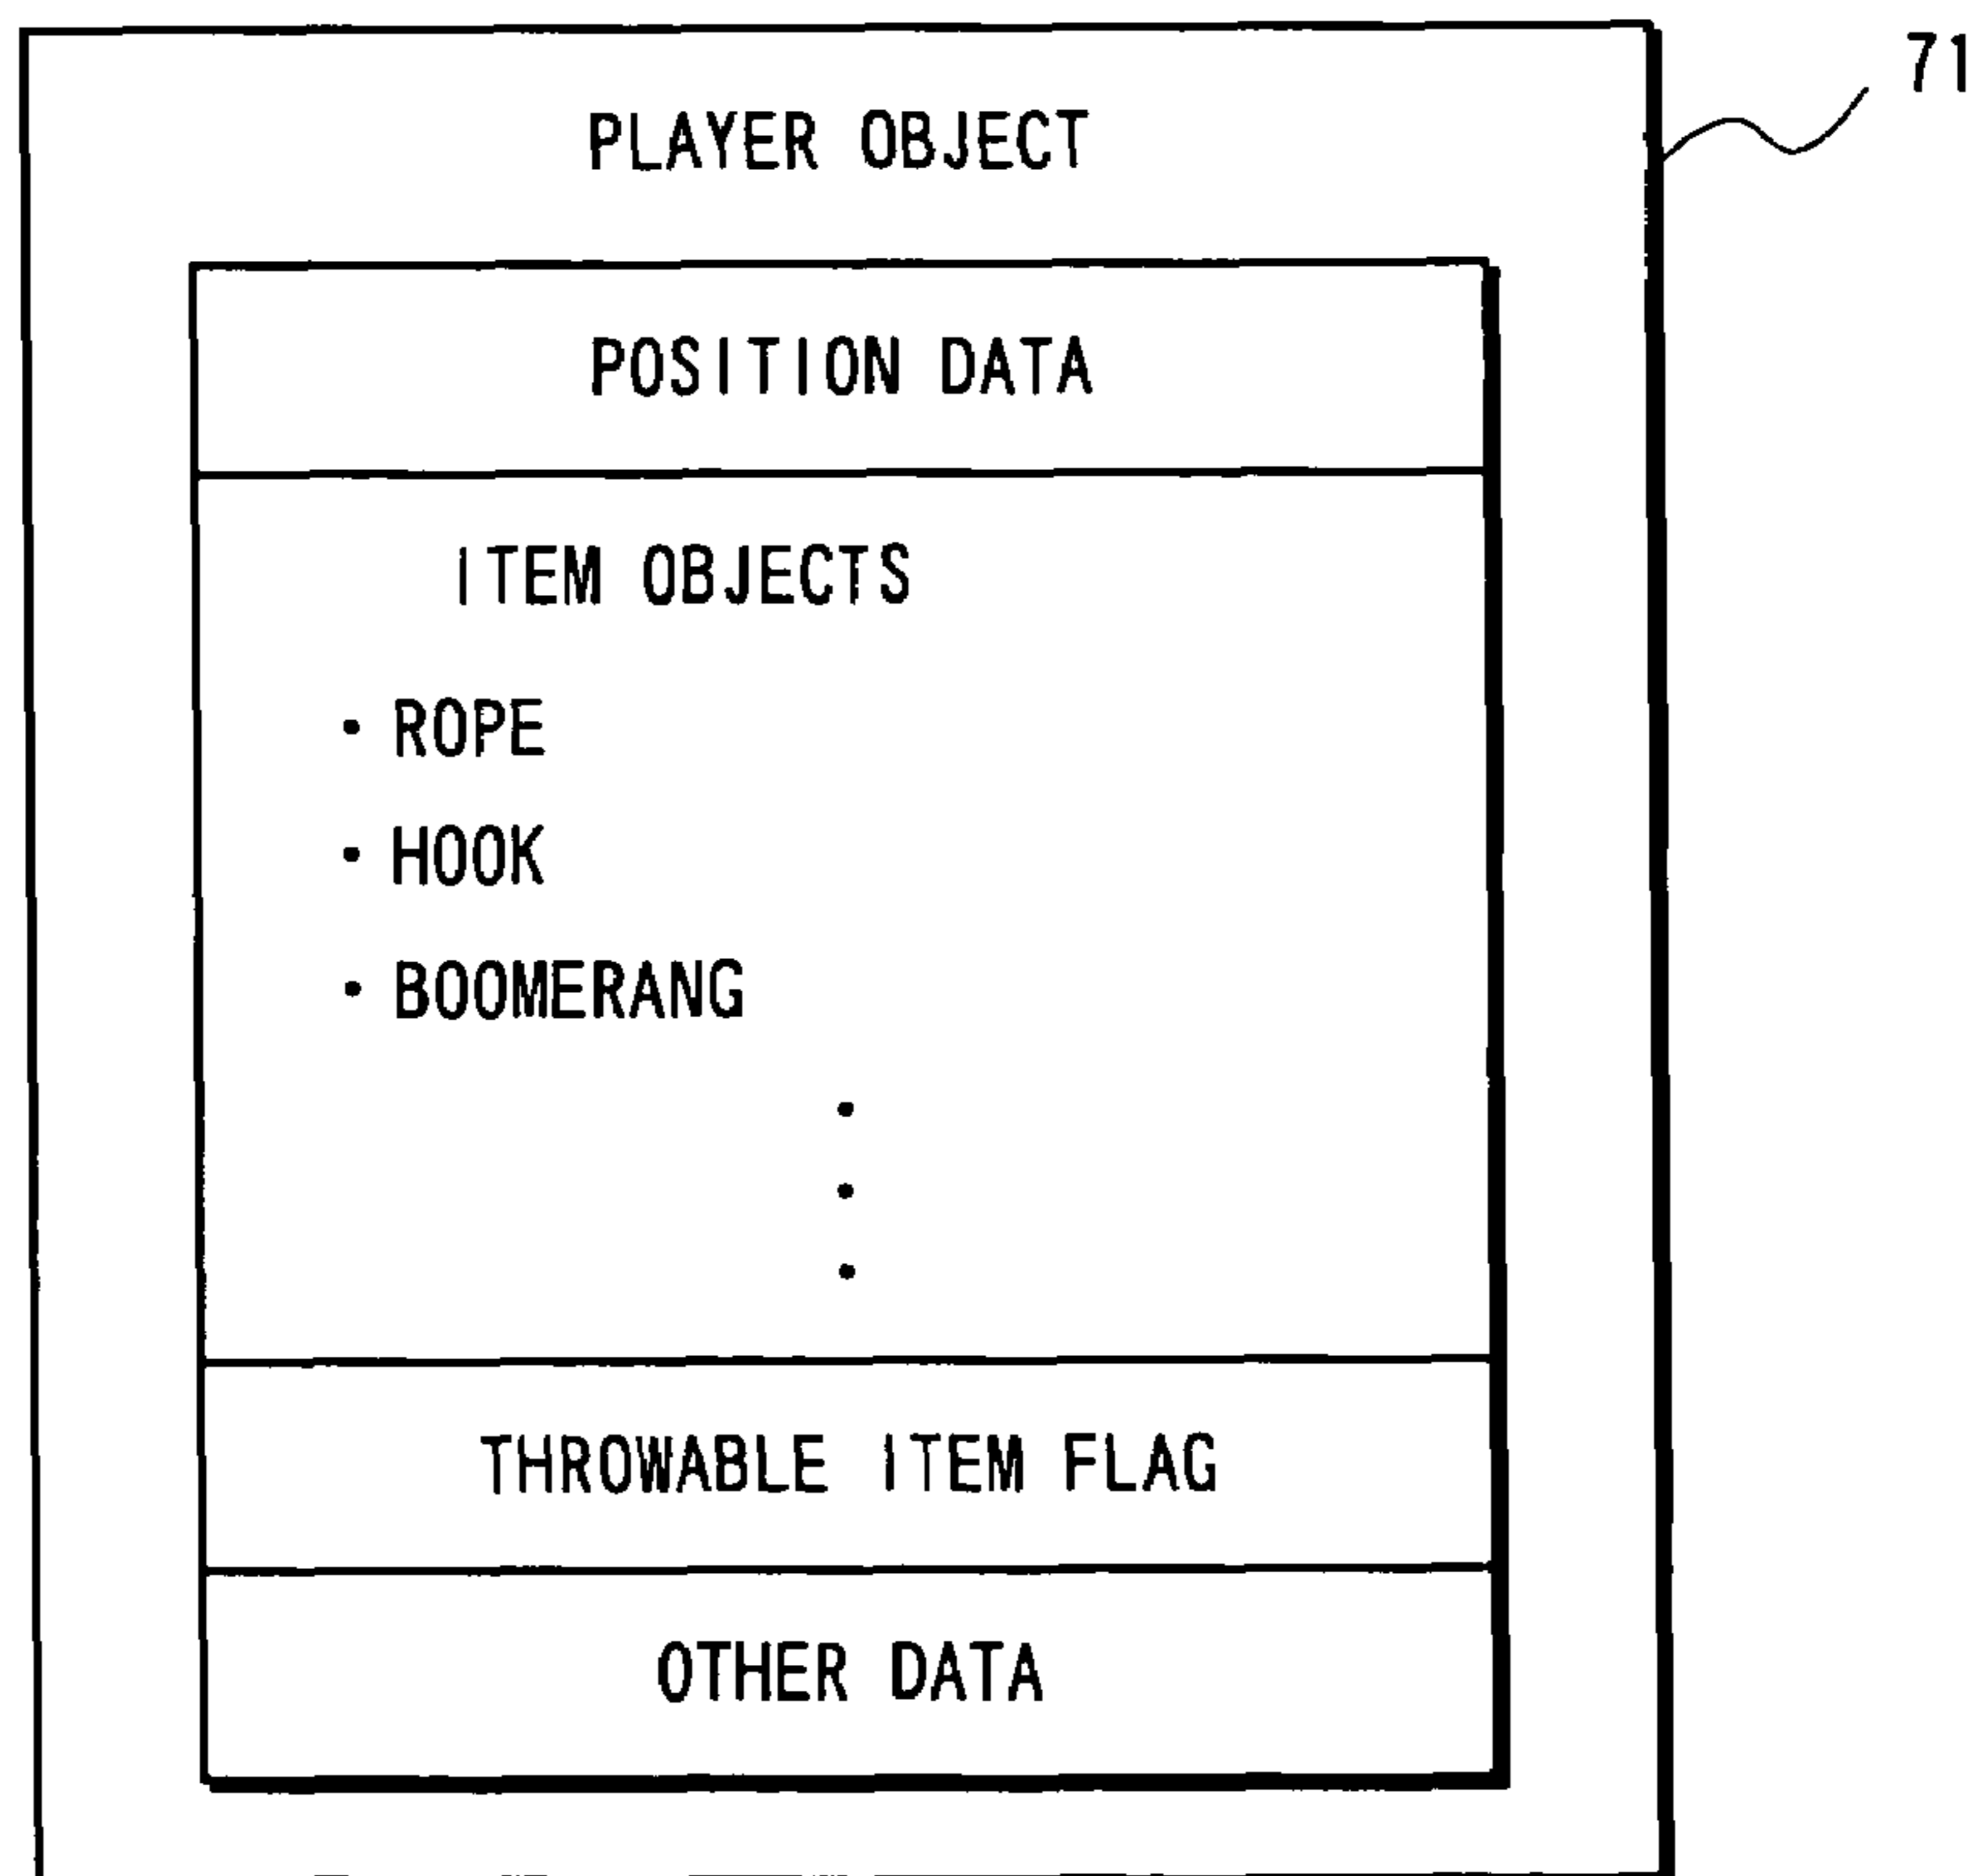 71
PLAYER OBJECT
POSITION DATA
ITEM OBJECTS
• ROPE
• HOOK
• BOOMERANG
THROWABLE ITEM FLAG
OTHER DATA